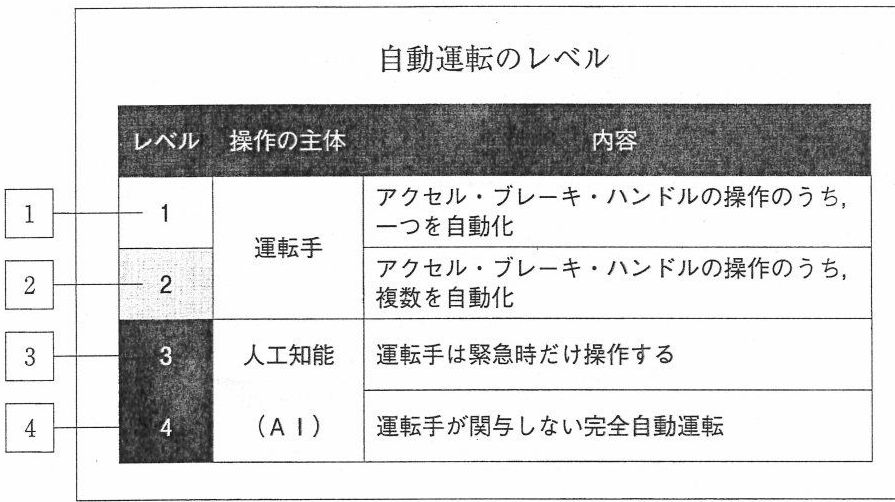 自動運転のレベル
レベル 操作の主体 内容
1 1 運転手 アクセル・ブレーキ・ハンドルの操作のうち,
一つを自動化
2 2 アクセル・ブレーキ・ハンドルの操作のうち,
複数を自動化
3 3 人工知能 運転手は緊急時だけ操作する
4 4 (AI) 運転手が関与しない完全自動運転